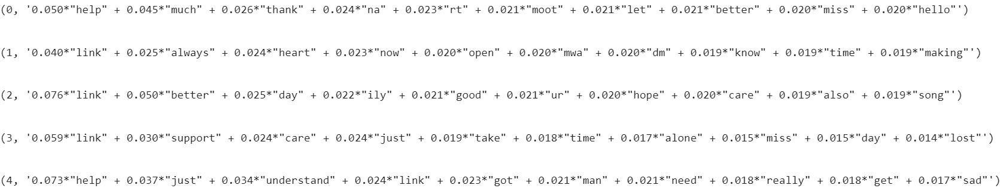 (0, '0.050*"help" + 0.045*"much" + 0.026*"thank" + 0.024*"na" + 0.023*"rt" + 0.021*"moot" + 0.021*"let" + 0.021*"better" + 0.020*"miss" + 0.020*"hello"')
(1, '0.040*"link" + 0.025*"always" + 0.024*"heart" + 0.023*"now" + 0.020*"open" + 0.020*"mwa" + 0.020*"dm" + 0.019*"know" + 0.019*"time" + 0.019*"making"')
(2, '0.076*"link" + 0.050*"better" + 0.025*"day" + 0.022*"ily" + 0.021*"good" + 0.021*"ur" + 0.020*"hope" + 0.020*"care" + 0.019*"also" + 0.019*"song"')
(3, '0.059*"link" + 0.030*"support" + 0.024*"care" + 0.024*"just" + 0.019*"take" + 0.018*"time" + 0.017*"alone" + 0.015*"miss" + 0.015*"day" + 0.014*"lost"')
(4, '0.073*"help" + 0.037*"just" + 0.034*"understand" + 0.024*"link" + 0.023*"got" + 0.021*"man" + 0.021*"need" + 0.018*"really" + 0.018*"get" + 0.017*"sad"')